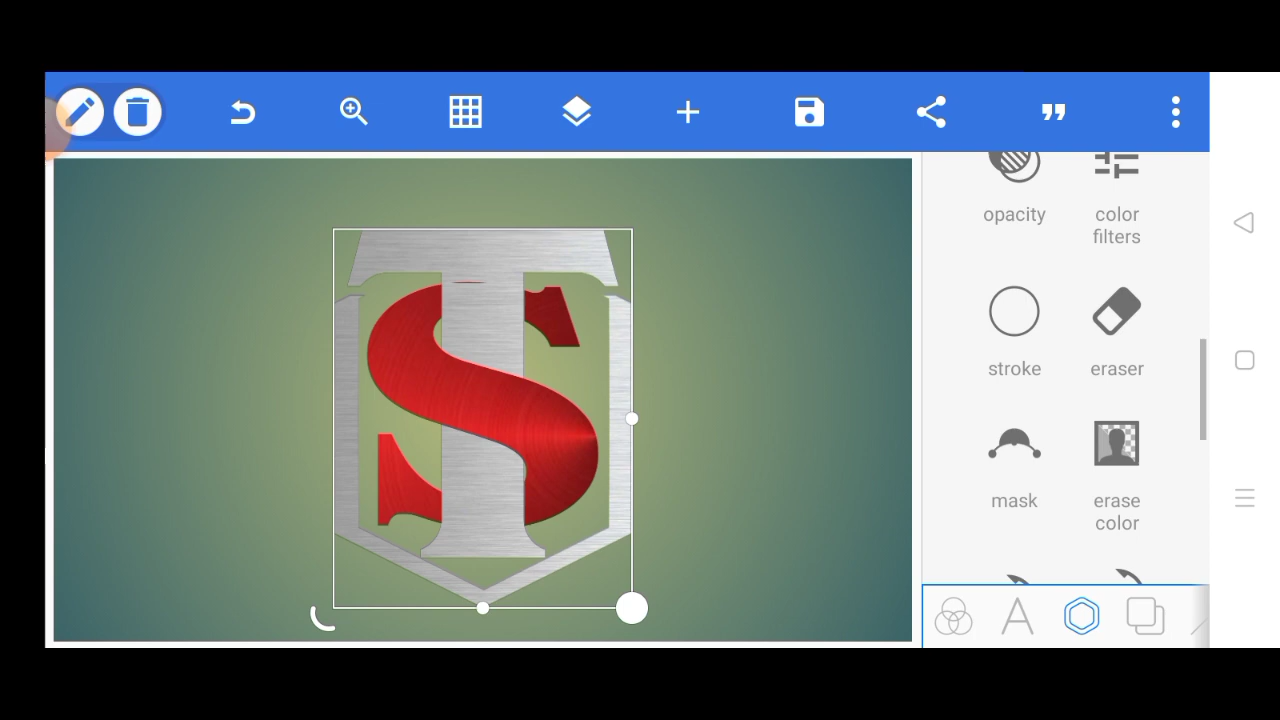 opacity
color
filters
stroke
eraser
mask
erase
color
T
S